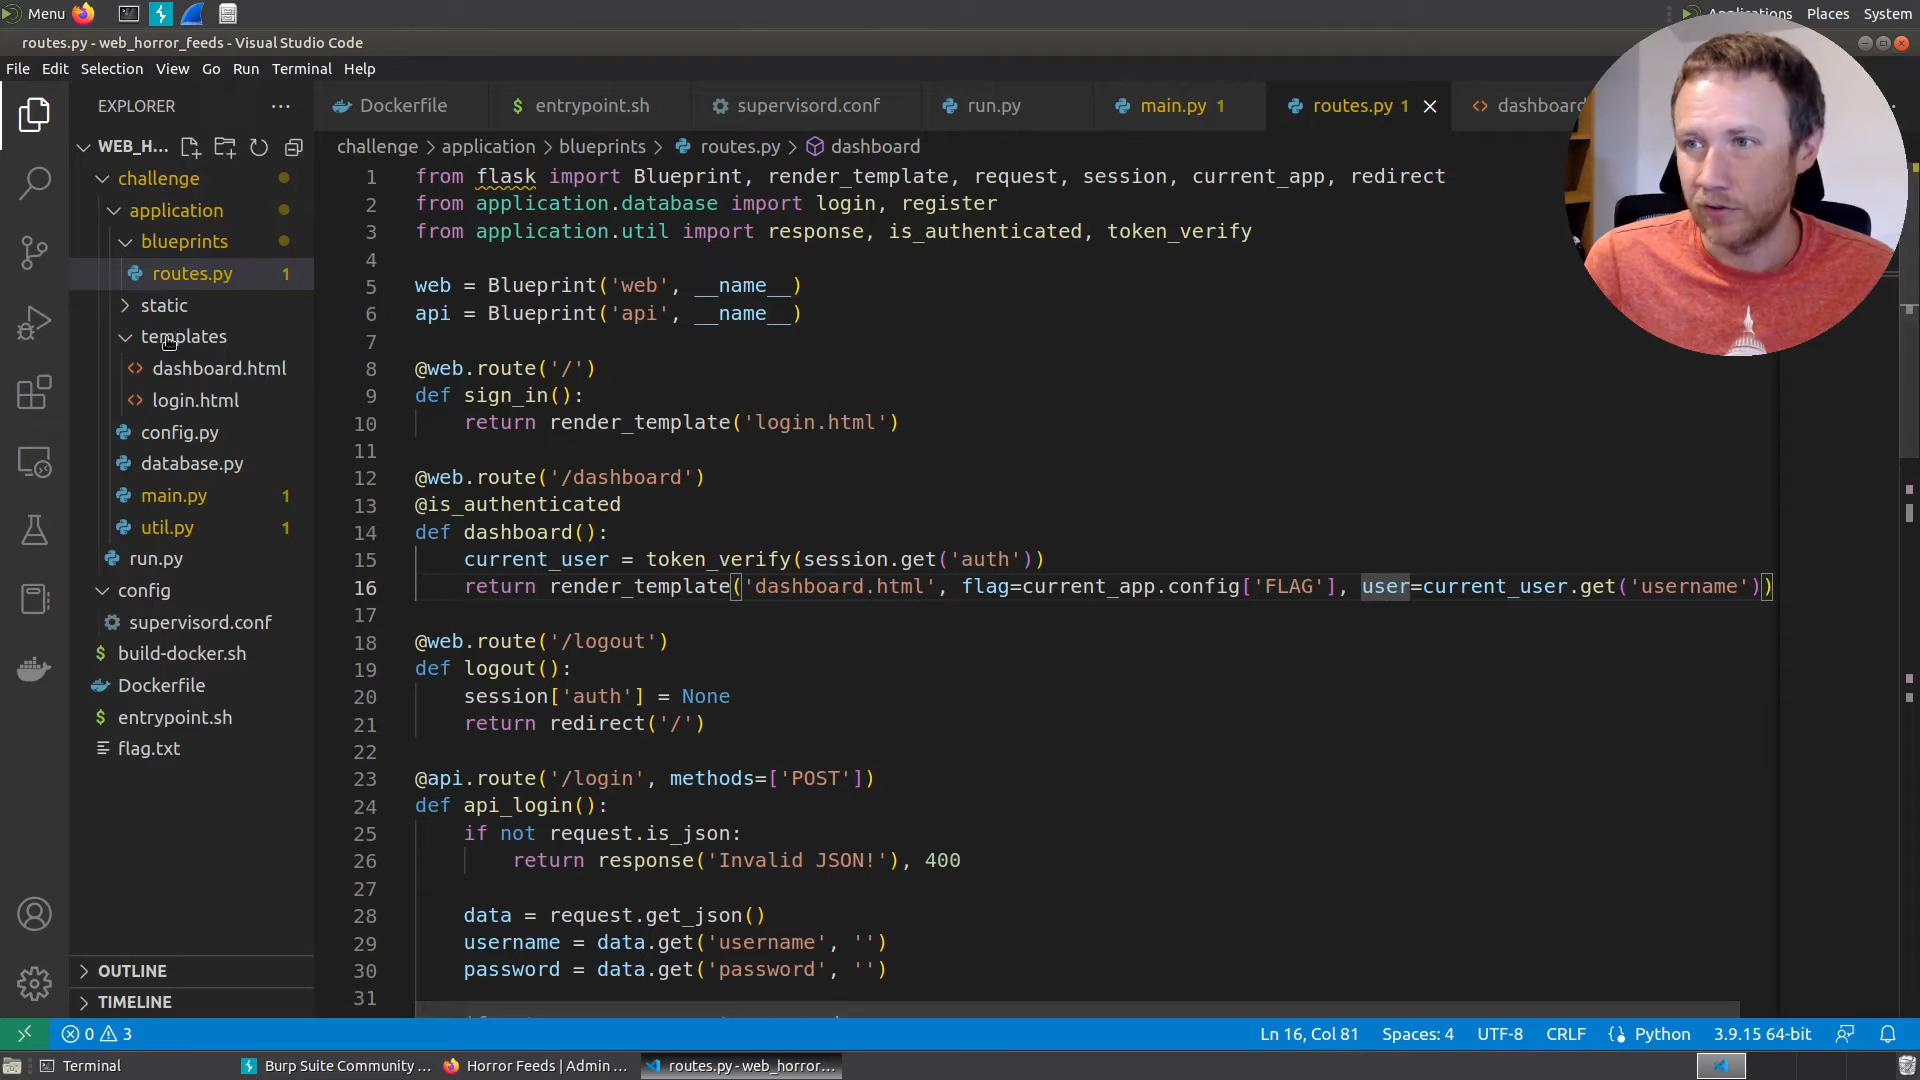 Menu
Applications Places System
routes.py - web_horror_feeds - Visual Studio Code
File Edit Selection View Go Run Terminal Help
EXPLORER
Dockerfile
entrypoint.sh
supervisord.conf
run.py
main.py 1
routes.py 1
dashboard
WEB_H...
challenge > application > blueprints > routes.py > dashboard
challenge
application
blueprints
routes.py 1
static
templates
dashboard.html
login.html
config.py
database.py
main.py 1
util.py 1
run.py
config
supervisord.conf
build-docker.sh
Dockerfile
entrypoint.sh
flag.txt
OUTLINE
TIMELINE
1 from flask import Blueprint, render_template, request, session, current_app, redirect
2 from application.database import login, register
3 from application.util import response, is_authenticated, token_verify
4
5 web = Blueprint('web', __name__)
6 api = Blueprint('api', __name__)
7
8 @web.route('/')
9 def sign_in():
10 return render_template('login.html')
11
12 @web.route('/dashboard')
13 @is_authenticated
14 def dashboard():
15 current_user = token_verify(session.get('auth'))
16 return render_template('dashboard.html', flag=current_app.config['FLAG'], user=current_user.get('username'))
17
18 @web.route('/logout')
19 def logout():
20 session['auth'] = None
21 return redirect('/')
22
23 @api.route('/login', methods=['POST'])
24 def api_login():
25 if not request.is_json:
26 return response('Invalid JSON!'), 400
27
28 data = request.get_json()
29 username = data.get('username', '')
30 password = data.get('password', '')
31
0 3
Ln 16, Col 81 Spaces: 4 UTF-8 CRLF Python 3.9.15 64-bit
Terminal
Burp Suite Community ...
Horror Feeds | Admin ...
routes.py - web_horror...